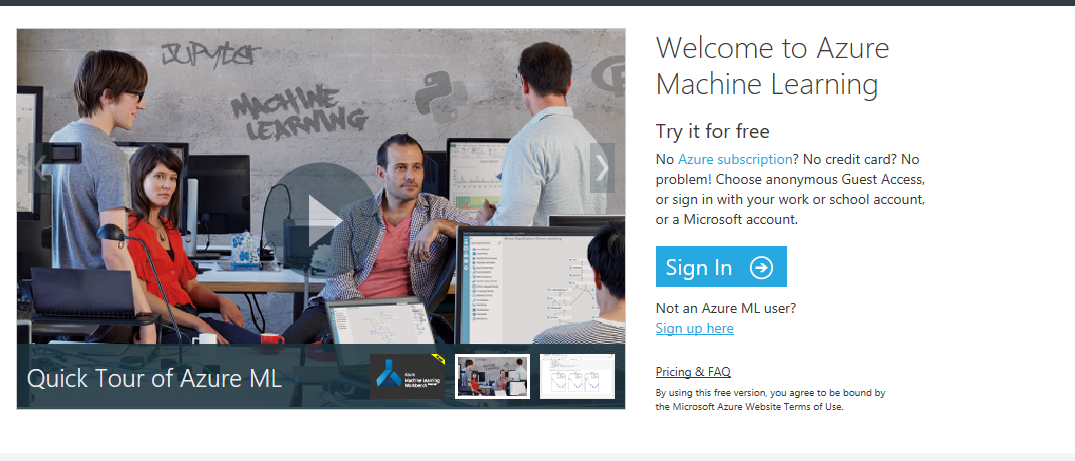 Jupyter
MACHINE
LEARNING
Quick Tour of Azure ML
Azure
Machine Learning
Workbench
Welcome to Azure
Machine Learning
Try it for free
No Azure subscription? No credit card? No
problem! Choose anonymous Guest Access,
or sign in with your work or school account,
or a Microsoft account.
Sign In
Not an Azure ML user?
Sign up here
Pricing & FAQ
By using this free version, you agree to be bound by
the Microsoft Azure Website Terms of Use.